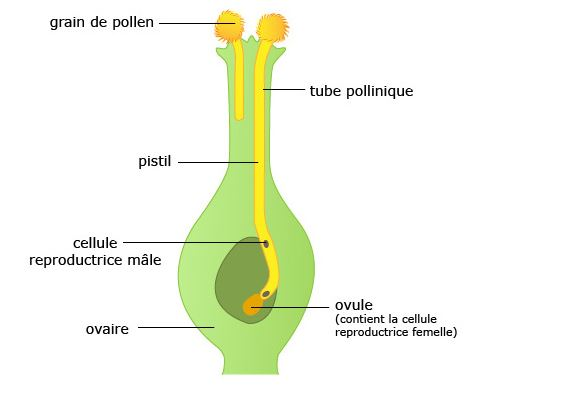 grain de pollen
tube pollinique
pistil
cellule
reproductrice mâle
ovule
(contient la cellule
reproductrice femelle)
ovaire